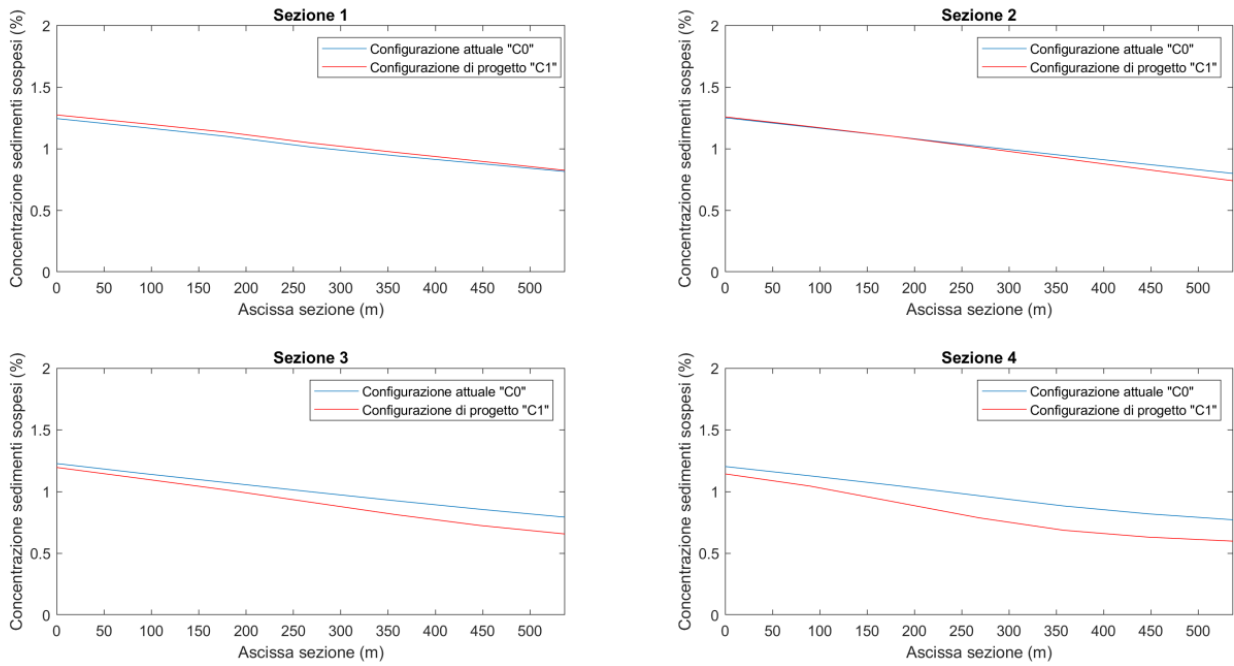 Sezione 1
Concentrazione sedimenti sospesi (%)
2
1.5
1
0.5
0
Configurazione attuale "C0"
Configurazione di progetto "C1"
0 50 100 150 200 250 300 350 400 450 500
Ascissa sezione (m)
Sezione 2
Concentrazione sedimenti sospesi (%)
2
1.5
1
0.5
0
Configurazione attuale "C0"
Configurazione di progetto "C1"
0 50 100 150 200 250 300 350 400 450 500
Ascissa sezione (m)
Sezione 3
Concentrazione sedimenti sospesi (%)
2
1.5
1
0.5
0
Configurazione attuale "C0"
Configurazione di progetto "C1"
0 50 100 150 200 250 300 350 400 450 500
Ascissa sezione (m)
Sezione 4
Concentrazione sedimenti sospesi (%)
2
1.5
1
0.5
0
Configurazione attuale "C0"
Configurazione di progetto "C1"
0 50 100 150 200 250 300 350 400 450 500
Ascissa sezione (m)